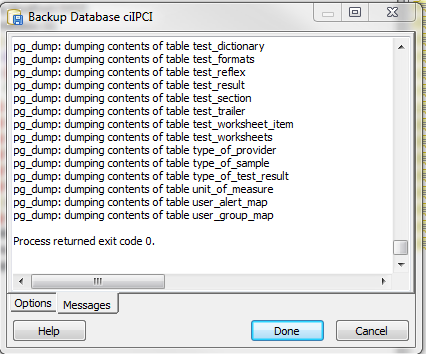 Backup Database ciIPCI
pg_dump: dumping contents of table test_dictionary
pg_dump: dumping contents of table test_formats
pg_dump: dumping contents of table test_reflex
pg_dump: dumping contents of table test_result
pg_dump: dumping contents of table test_section
pg_dump: dumping contents of table test_trailer
pg_dump: dumping contents of table test_worksheet_item
pg_dump: dumping contents of table test_worksheets
pg_dump: dumping contents of table type_of_provider
pg_dump: dumping contents of table type_of_sample
pg_dump: dumping contents of table type_of_test_result
pg_dump: dumping contents of table unit_of_measure
pg_dump: dumping contents of table user_alert_map
pg_dump: dumping contents of table user_group_map
Process returned exit code 0.
Options Messages
Help Done Cancel